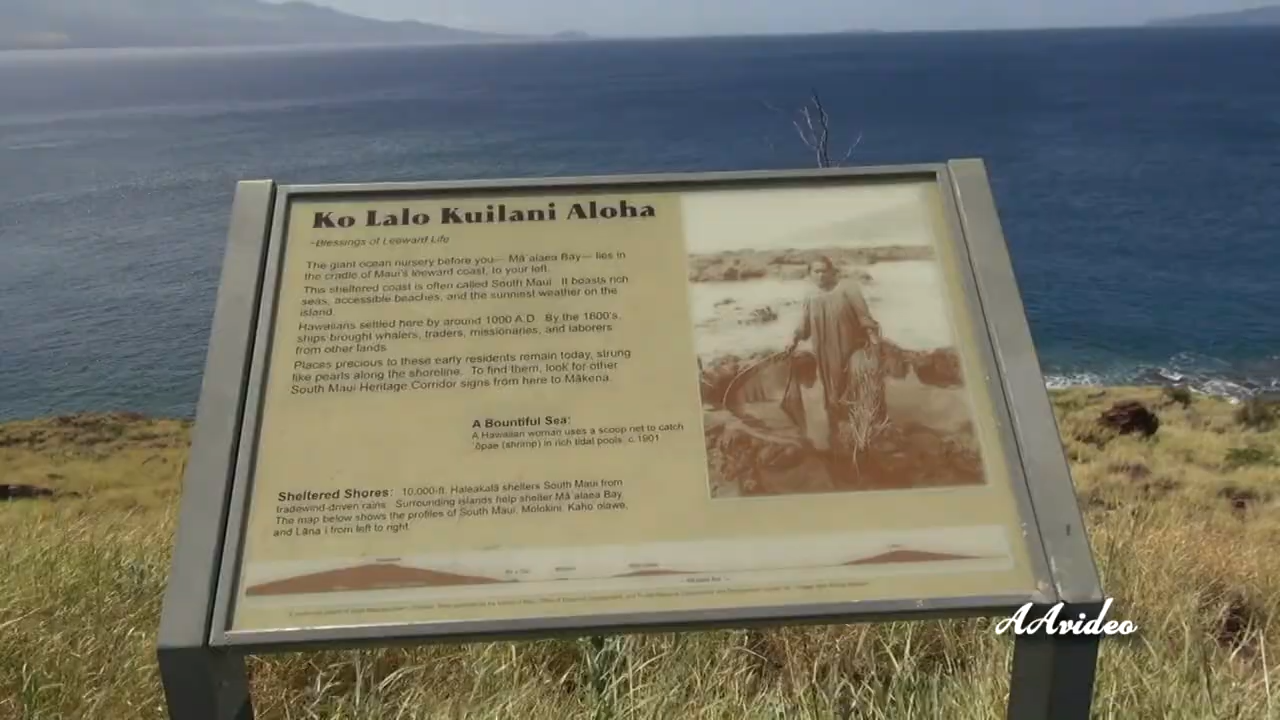 Ko Lalo Kuilani Aloha
~Blessings of Leeward Life
The giant ocean nursery before you— Mā`alaea Bay— lies in
the cradle of Maui's leeward coast, to your left.
This sheltered coast is often called South Maui. It boasts rich
seas, accessible beaches, and the sunniest weather on the
island.
Hawaiians settled here by around 1000 A.D. By the 1800's,
ships brought whalers, traders, missionaries, and laborers
from other lands.
Places precious to these early residents remain today, strung
like pearls along the shoreline. To find them, look for other
South Maui Heritage Corridor signs from here to Mākena.
A Bountiful Sea:
A Hawaiian woman uses a scoop net to catch
`ōpae (shrimp) in rich tidal pools. c.1901
Sheltered Shores: 10,000-ft. Haleakalā shelters South Maui from
tradewind-driven rains. Surrounding islands help shelter Mā`alaea Bay.
The map below shows the profiles of South Maui, Molokini, Kaho`olawe,
and Lāna`i from left to right.
AAvideo